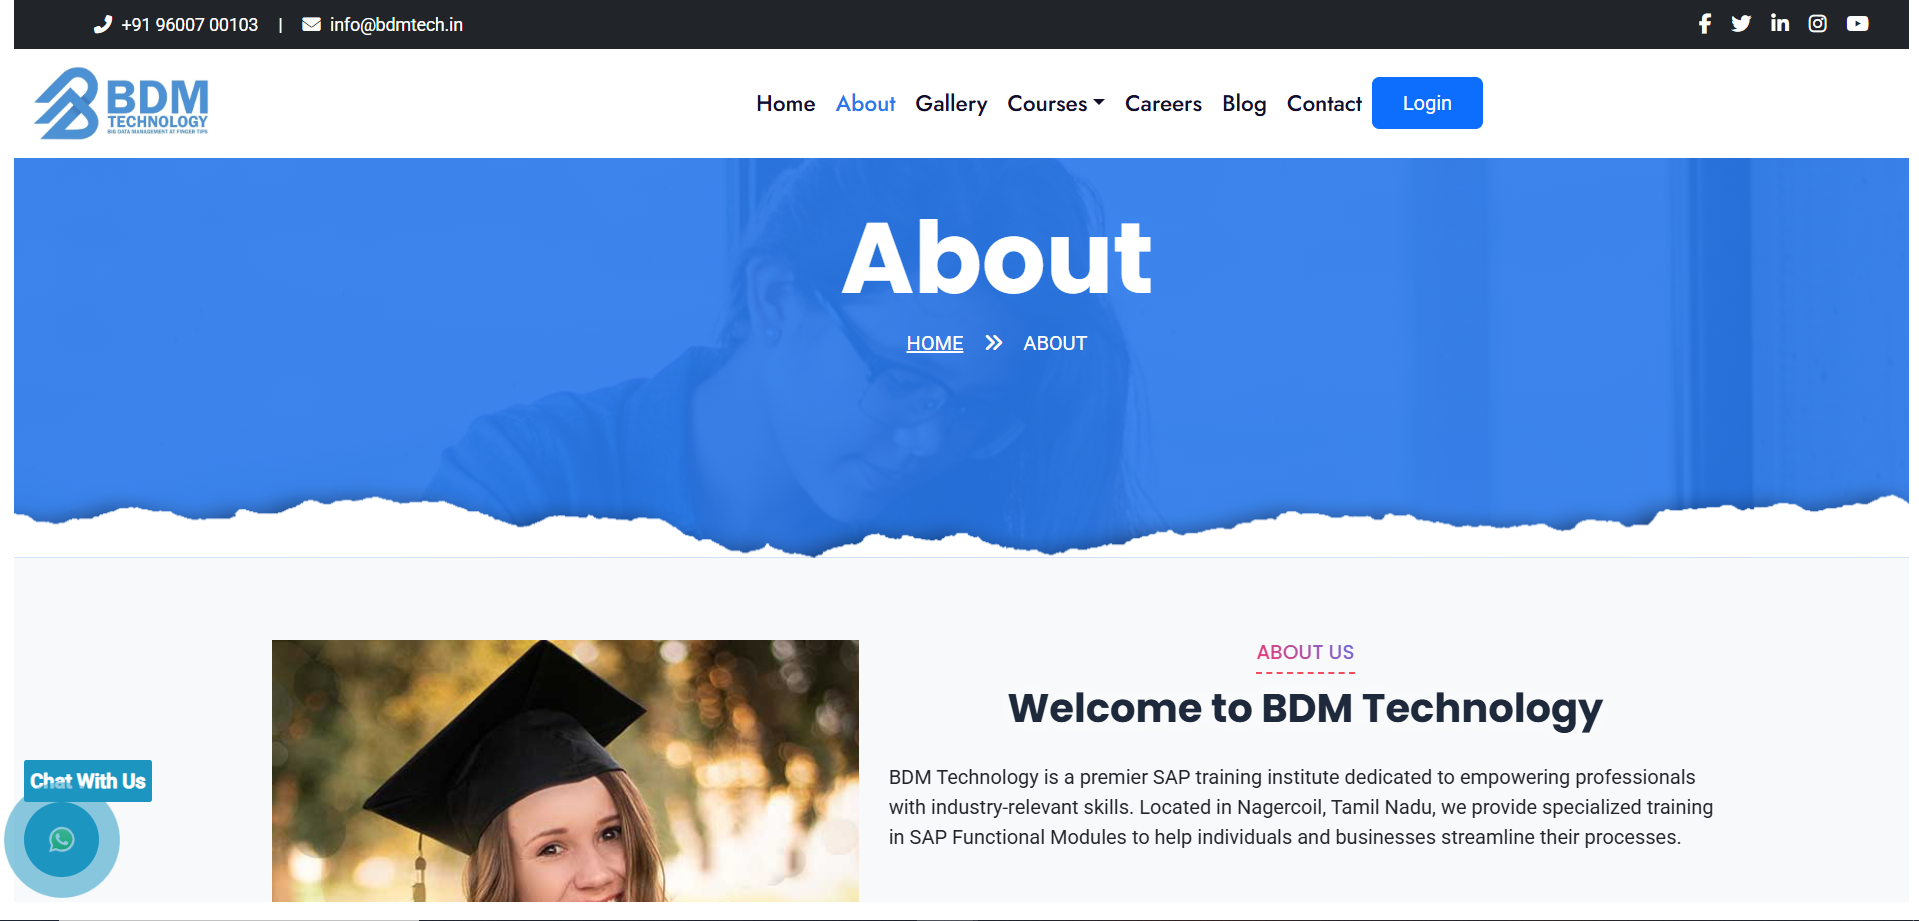 +91 96007 00103 | info@bdmtech.in
BDM
TECHNOLOGY
BIG DATA MANAGEMENT AT FINGER TIPS
Home About Gallery Courses Careers Blog Contact Login
About
HOME » ABOUT
ABOUT US
Welcome to BDM Technology
BDM Technology is a premier SAP training institute dedicated to empowering professionals
with industry-relevant skills. Located in Nagercoil, Tamil Nadu, we provide specialized training
in SAP Functional Modules to help individuals and businesses streamline their processes.
Chat With Us